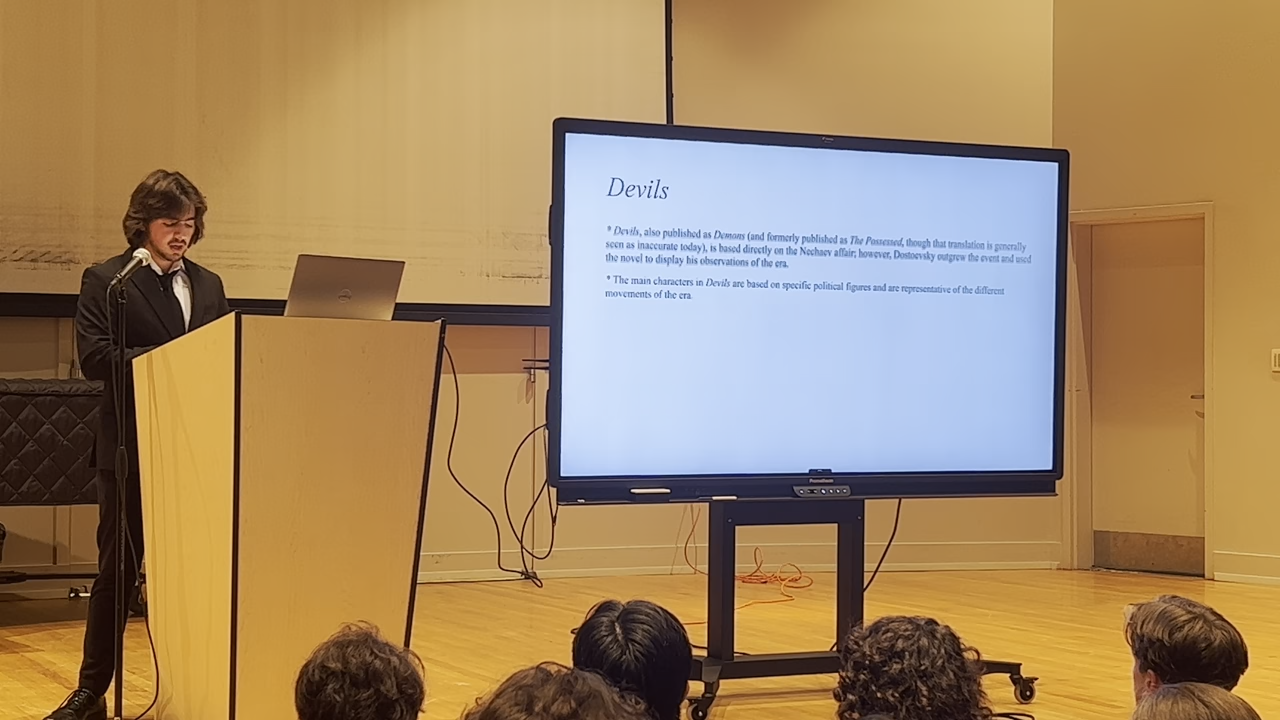 Devils
* Devils, also published as Demons (and formerly published as The Possessed, though that translation is generally
seen as inaccurate today), is based directly on the Nechaev affair; however, Dostoevsky outgrew the event and used
the novel to display his observations of the era.
* The main characters in Devils are based on specific political figures and are representative of the different
movements of the era.
Promethean
DELL